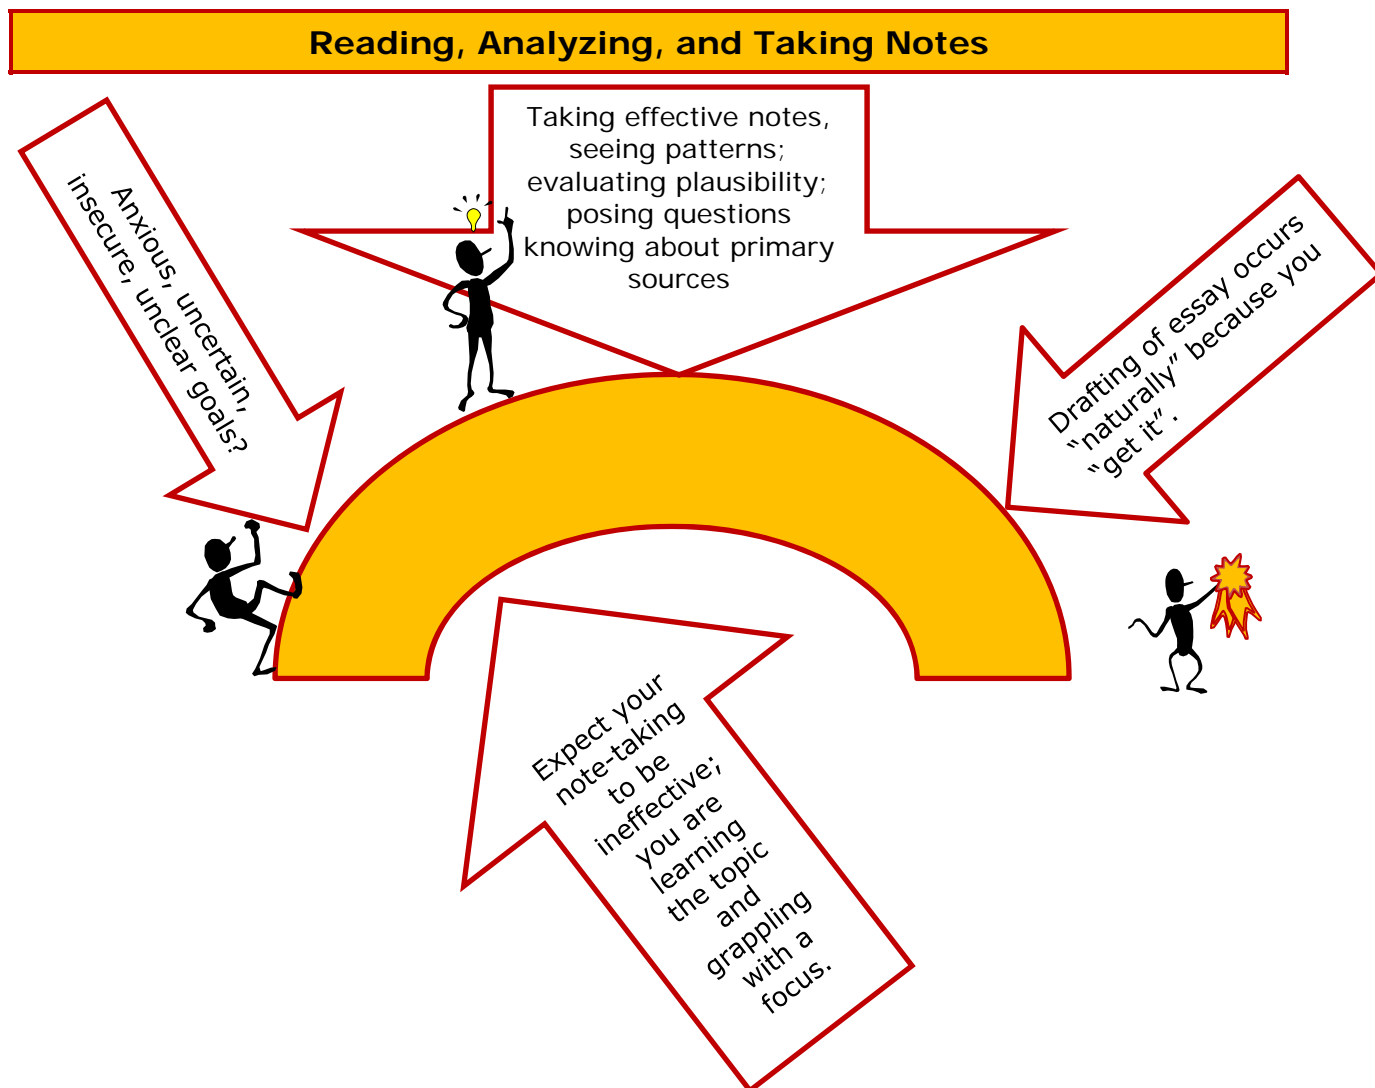 Reading, Analyzing, and Taking Notes
Taking effective notes,
seeing patterns;
evaluating plausibility;
posing questions
knowing about primary
sources
Anxious, uncertain,
insecure, unclear goals?
Drafting of essay occurs
“naturally” because you
“get it”.
Expect your
note-taking
to be
ineffective;
you are
learning
the topic
and
grappling
with a
focus.